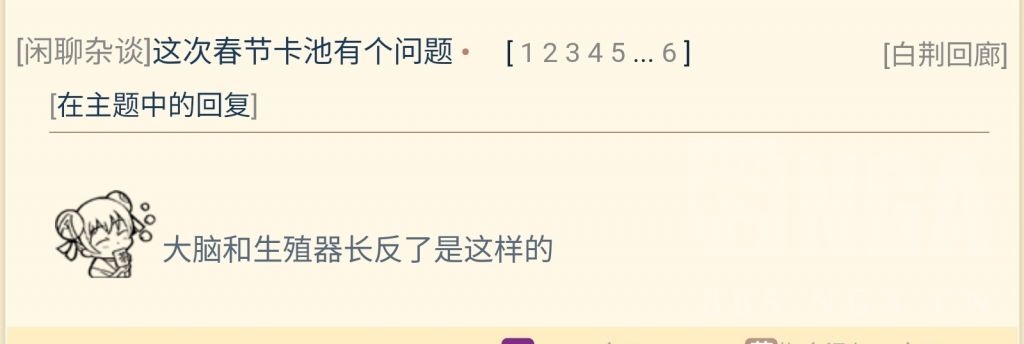 [闲聊杂谈]这次春节卡池有个问题 • [ 1 2 3 4 5 ... 6 ] [白荆回廊]
[在主题中的回复]
大脑和生殖器长反了是这样的